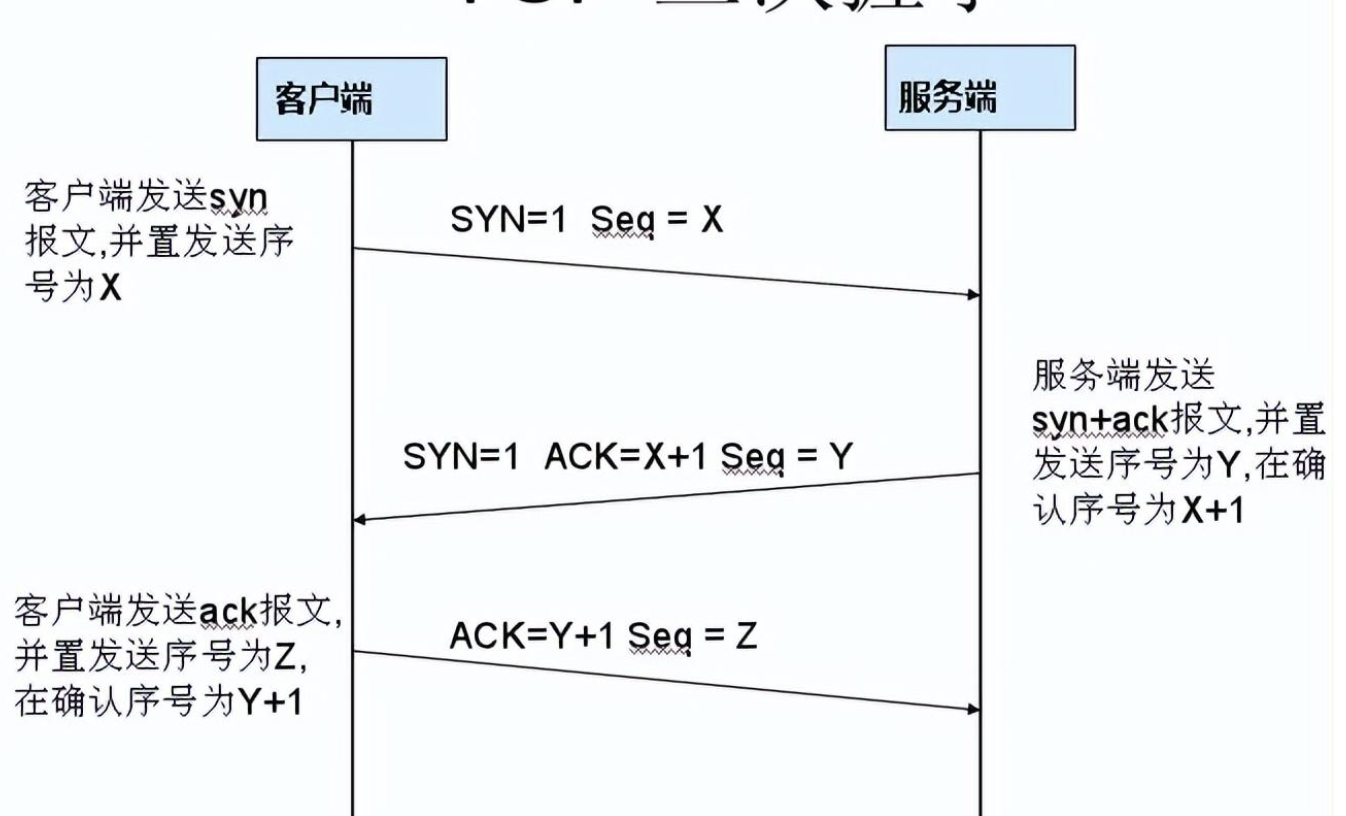 客户端
服务端
客户端发送syn
报文,并置发送序
号为X
SYN=1 Seq = X
服务端发送
syn+ack报文,并置
发送序号为Y,在确
认序号为X+1
SYN=1 ACK=X+1 Seq = Y
客户端发送ack报文,
并置发送序号为Z,
在确认序号为Y+1
ACK=Y+1 Seq = Z